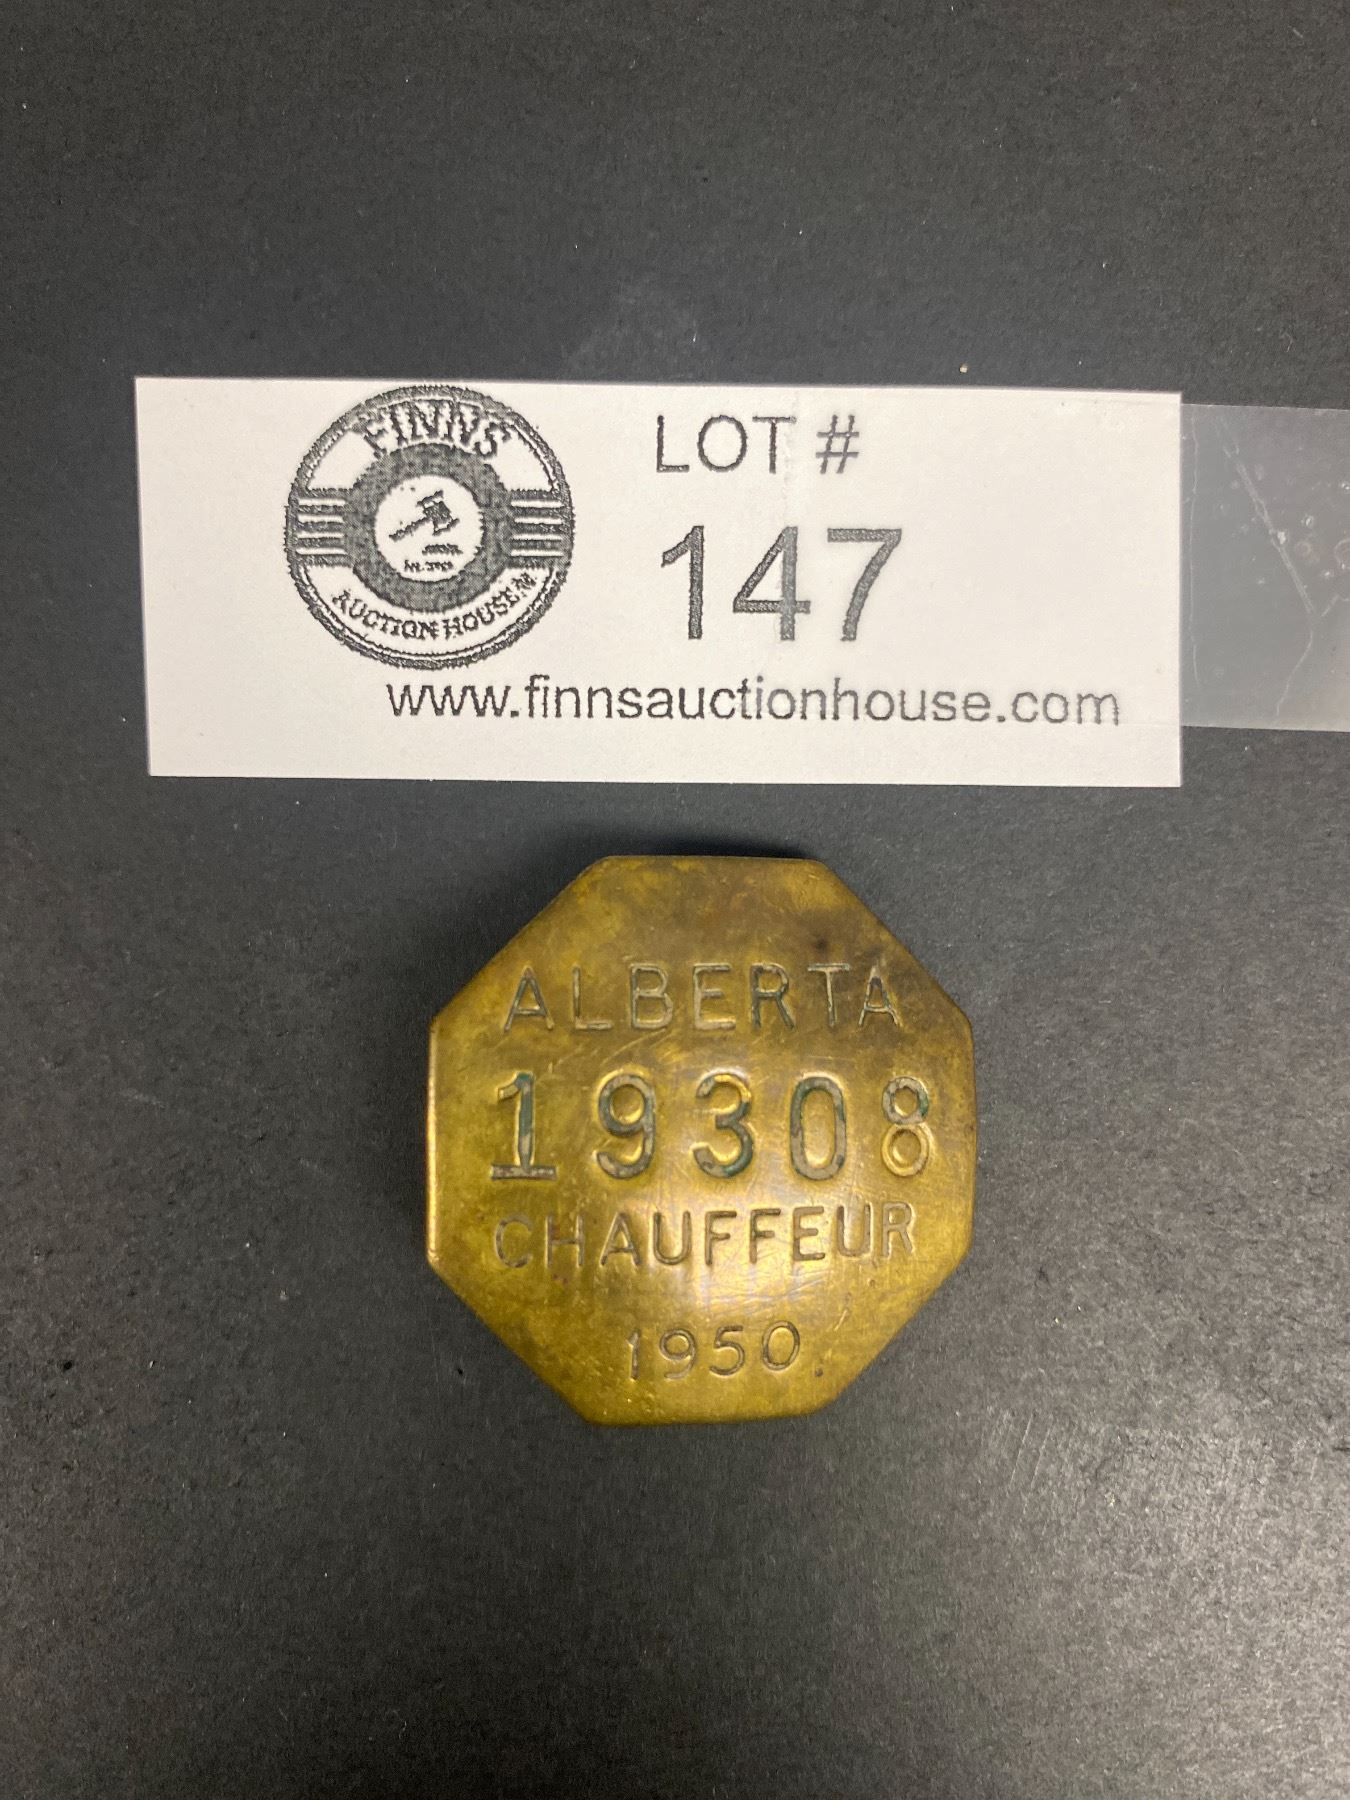 FINNS
AUCTION HOUSE
LOT #
147
www.finnsauctionhouse.com
ALBERTA
19308
CHAUFFEUR
1950